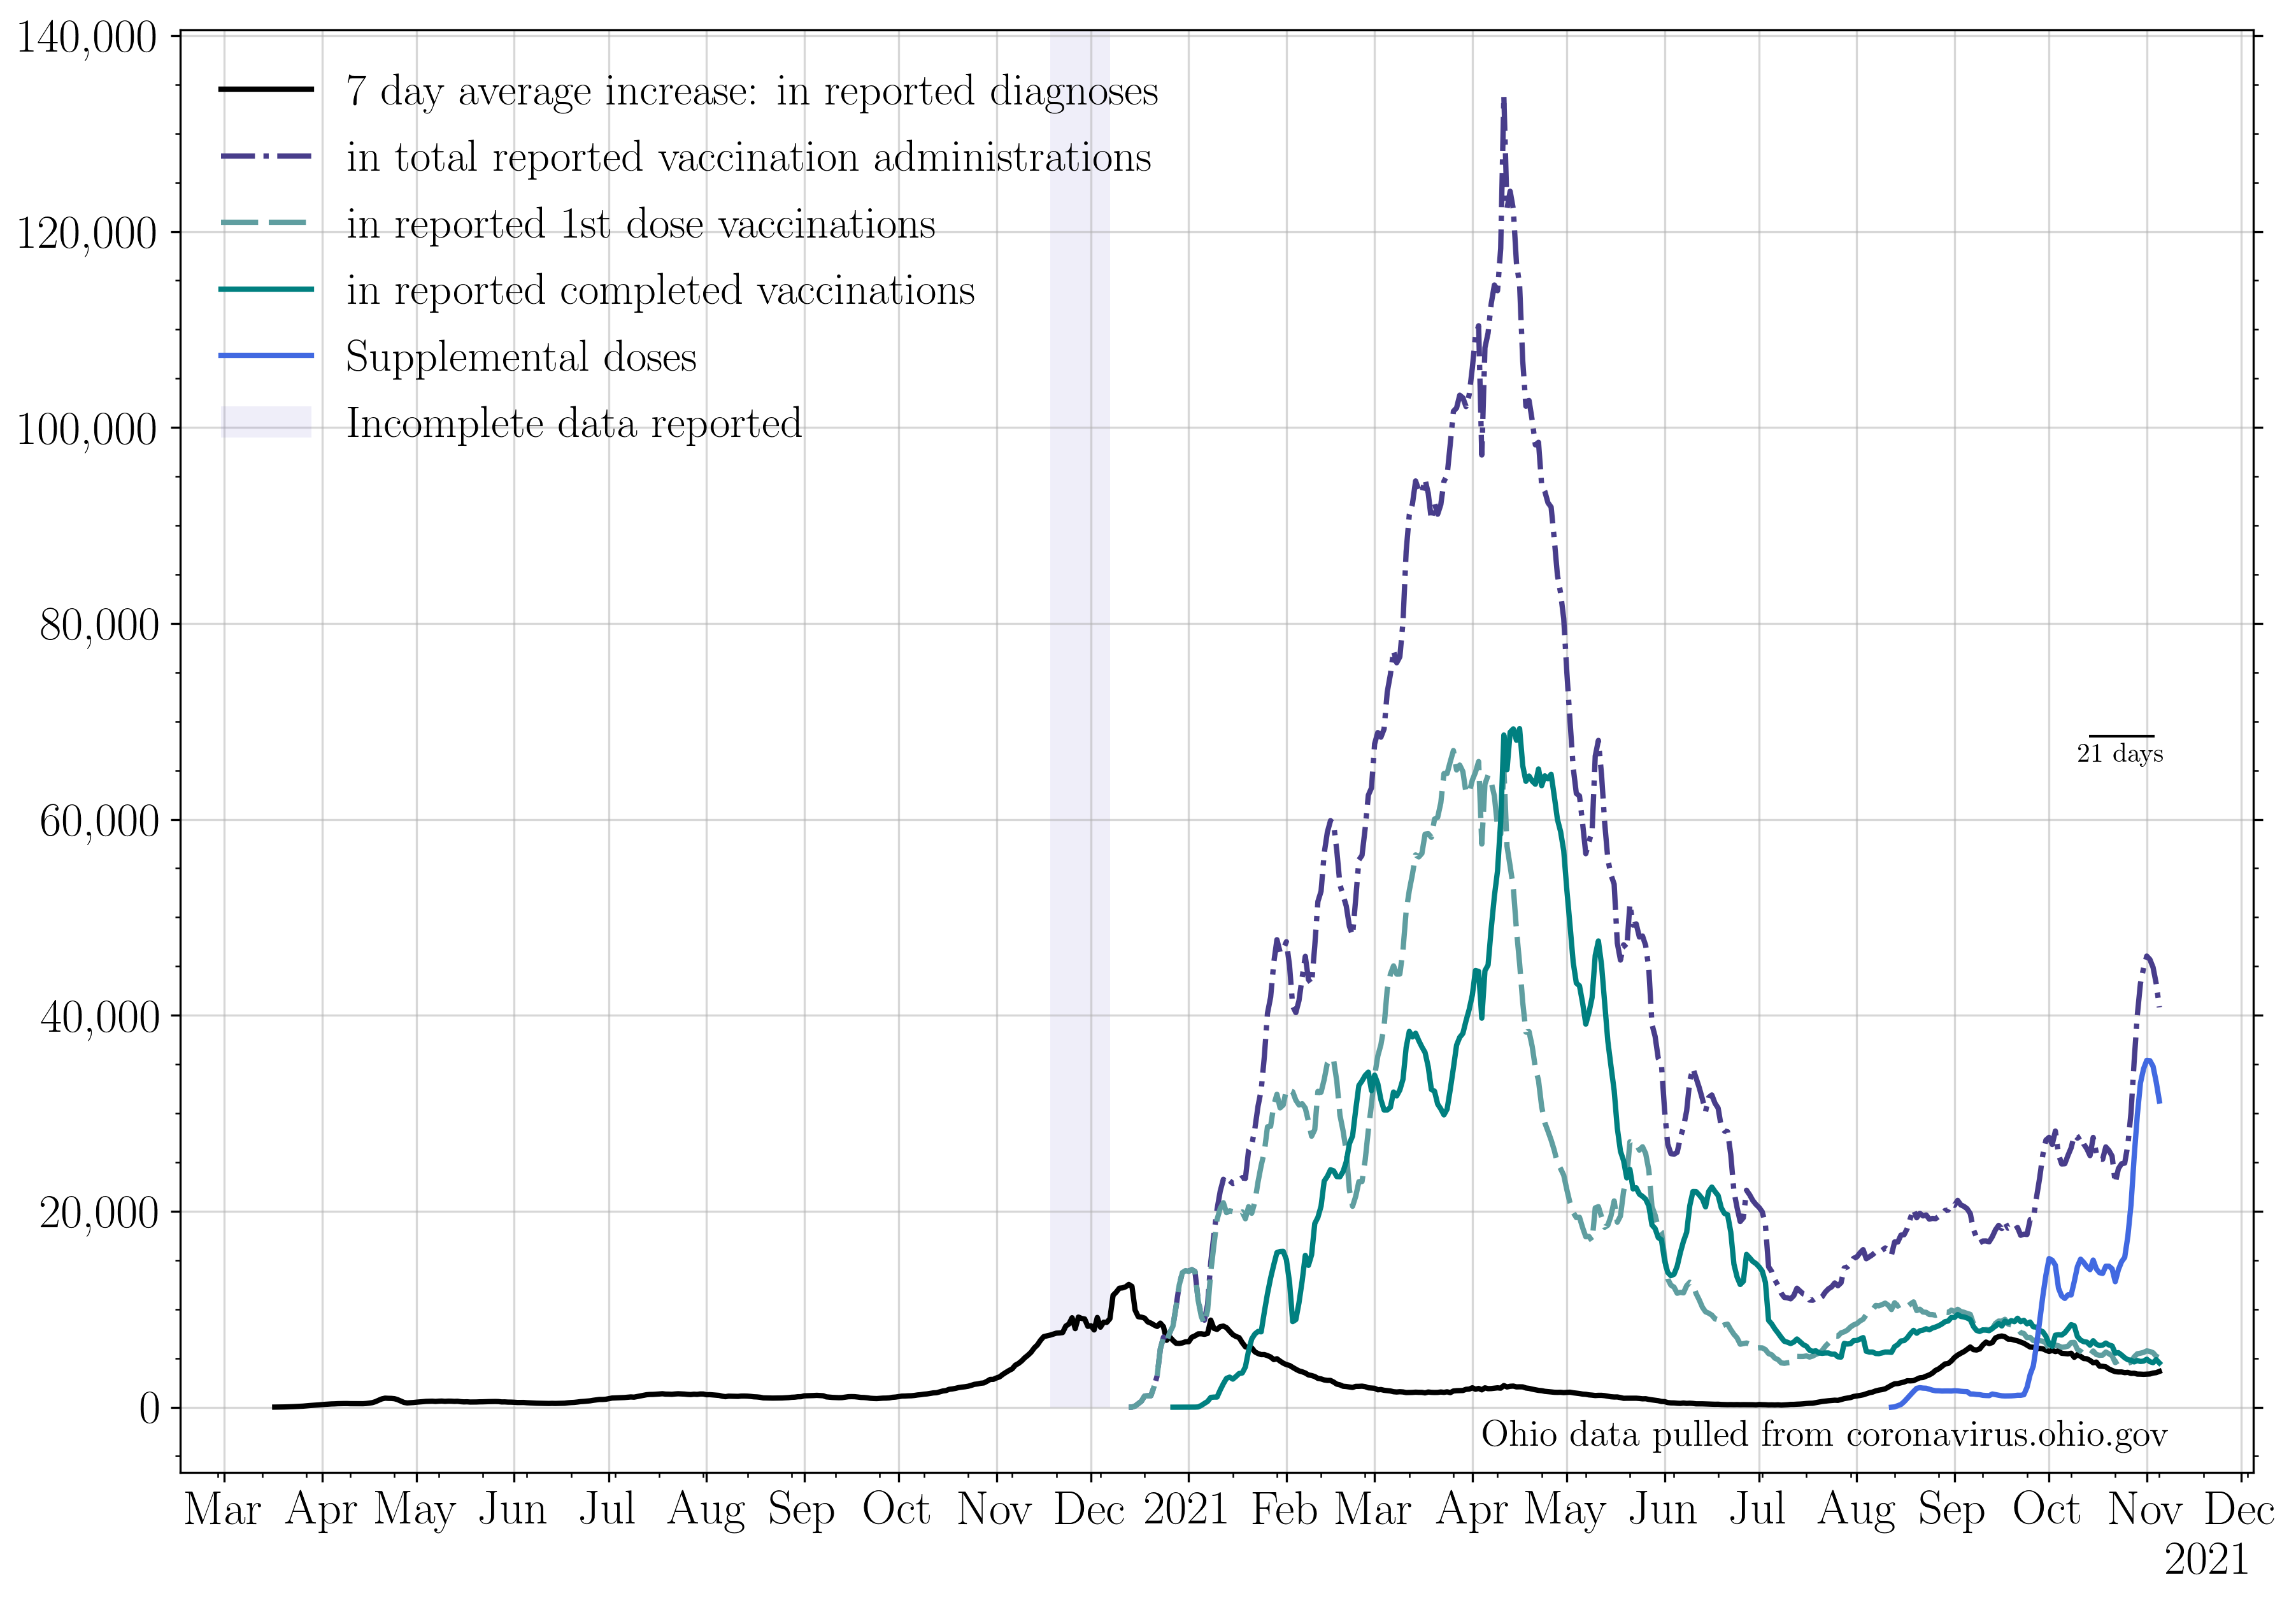 140,000
120,000
100,000
80,000
60,000
40,000
20,000
0
7 day average increase: in reported diagnoses
in total reported vaccination administrations
in reported 1st dose vaccinations
in reported completed vaccinations
Supplemental doses
Incomplete data reported
21 days
Ohio data pulled from coronavirus.ohio.gov
Mar Apr May Jun Jul Aug Sep Oct Nov Dec 2021 Feb Mar Apr May Jun Jul Aug Sep Oct Nov Dec
2021